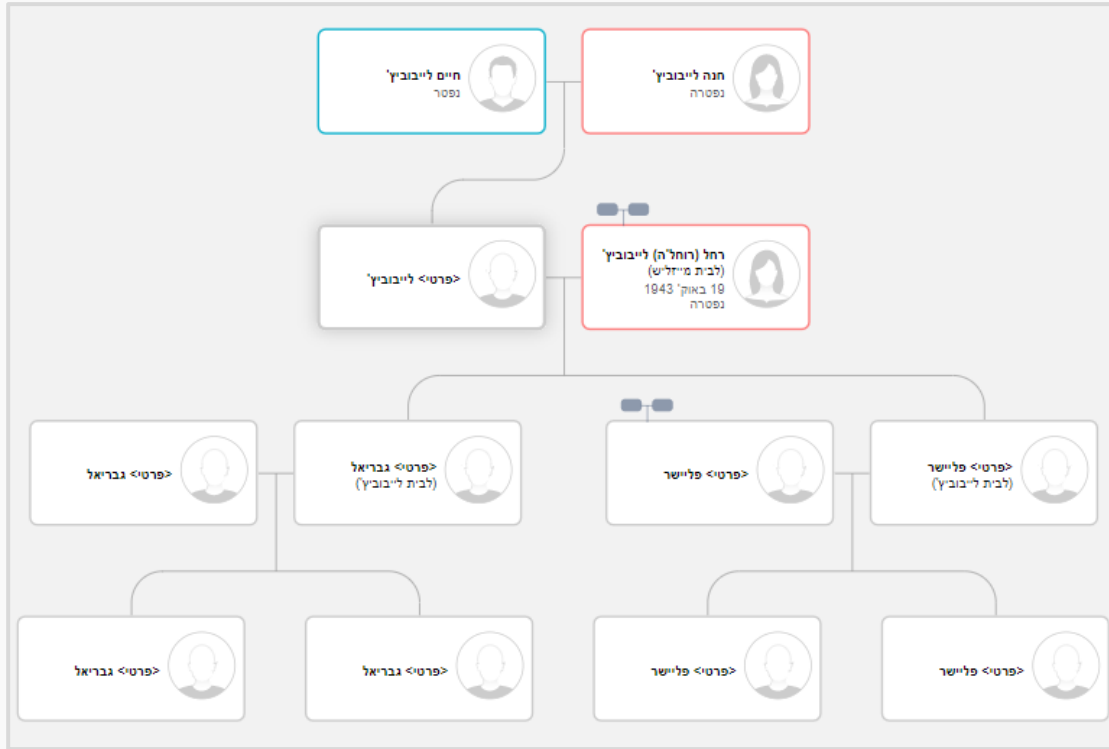 חנה לייבוביץ'
נפטרה
חיים לייבוביץ'
נפטר
רחל (רוחל'ה) לייבוביץ'
(לבית מייזליש)
19 באוק' 1943
נפטרה
<פרטי> לייבוביץ'
<פרטי> פליישר
(לבית לייבוביץ')
<פרטי> פליישר
<פרטי> גבריאל
(לבית לייבוביץ')
<פרטי> גבריאל
<פרטי> פליישר
<פרטי> פליישר
<פרטי> גבריאל
<פרטי> גבריאל